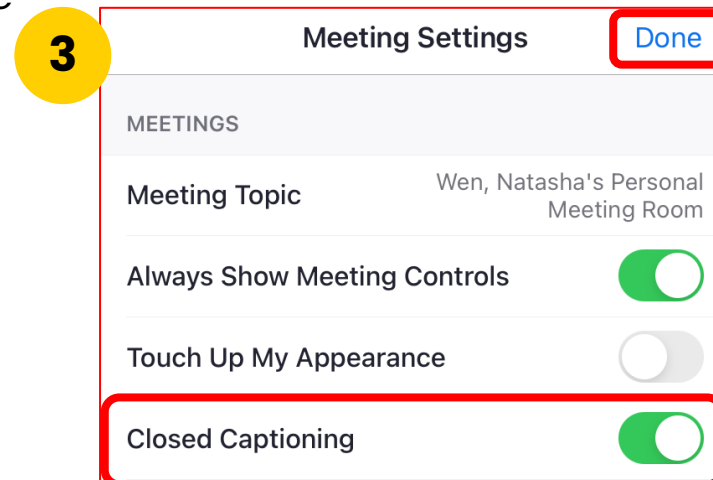 3
Meeting Settings
Done
MEETINGS
Meeting Topic
Wen, Natasha's Personal
Meeting Room
Always Show Meeting Controls
Touch Up My Appearance
Closed Captioning